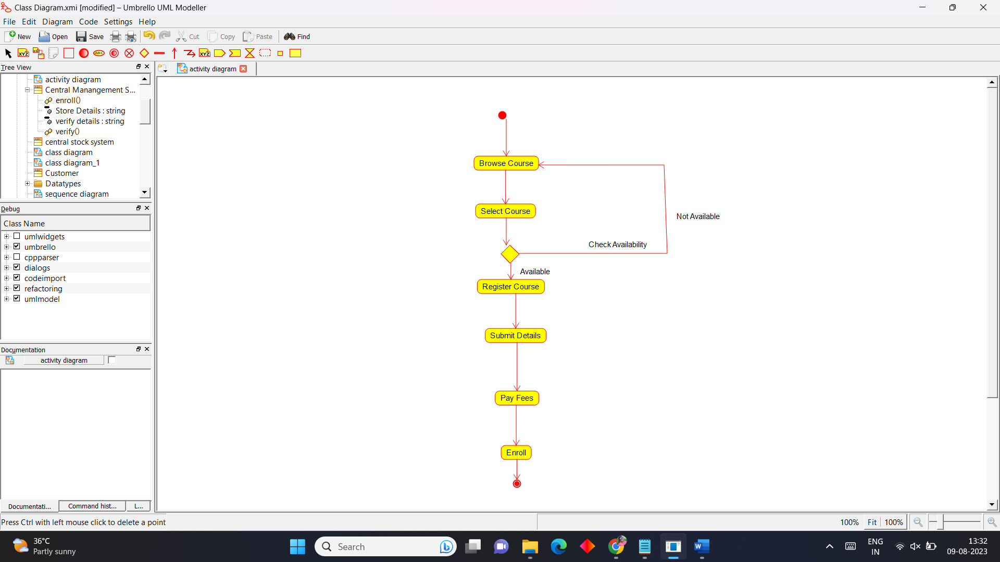 Class Diagram.xmi [modified] – Umbrello UML Modeller
File Edit Diagram Code Settings Help
New Open Save Cut Copy Paste Find
XYZ XYZ ABC XYZ
Tree View
activity diagram
activity diagram
Central Manangement S...
enroll()
Store Details : string
verify details : string
verify()
central stock system
class diagram
class diagram_1
Customer
Datatypes
sequence diagram
Debug
Class Name
umlwidgets
umbrello
cppparser
dialogs
codeimport
refactoring
umlmodel
Documentation
activity diagram
Documentati... Command hist... L...
Browse Course
Select Course
Not Available
Check Availability
Available
Register Course
Submit Details
Pay Fees
Enroll
Press Ctrl with left mouse click to delete a point
100% Fit 100%
36°C
Partly sunny
Search
ENG
IN
13:32
09-08-2023